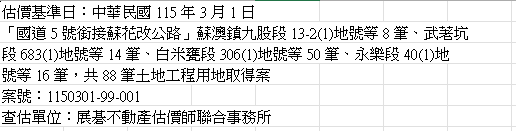 估價基準日：中華民國 115 年 3 月 1 日
「國道 5 號銜接蘇花改公路」蘇澳鎮九股段 13-2(1)地號等 8 筆、武荖坑
段 683(1)地號等 14 筆、白米甕段 306(1)地號等 50 筆、永樂段 40(1)地
號等 16 筆，共 88 筆土地工程用地取得案
案號：1150301-99-001
查估單位：展碁不動產估價師聯合事務所